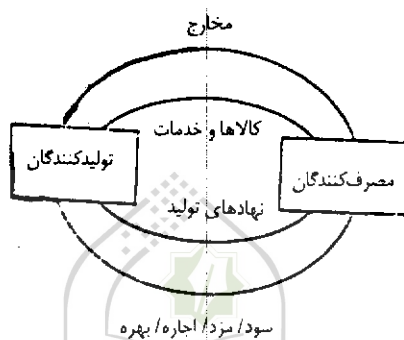 مخارج
کالاها و خدمات
تولیدکنندگان
مصرف‌کنندگان
نهادهای تولید
سود/ مزد/ اجاره/ بهره